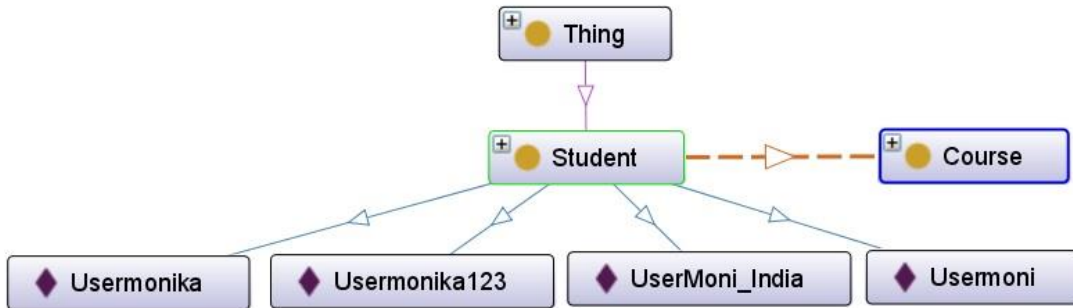 Thing
Student
Course
Usermonika
Usermonika123
UserMoni_India
Usermoni